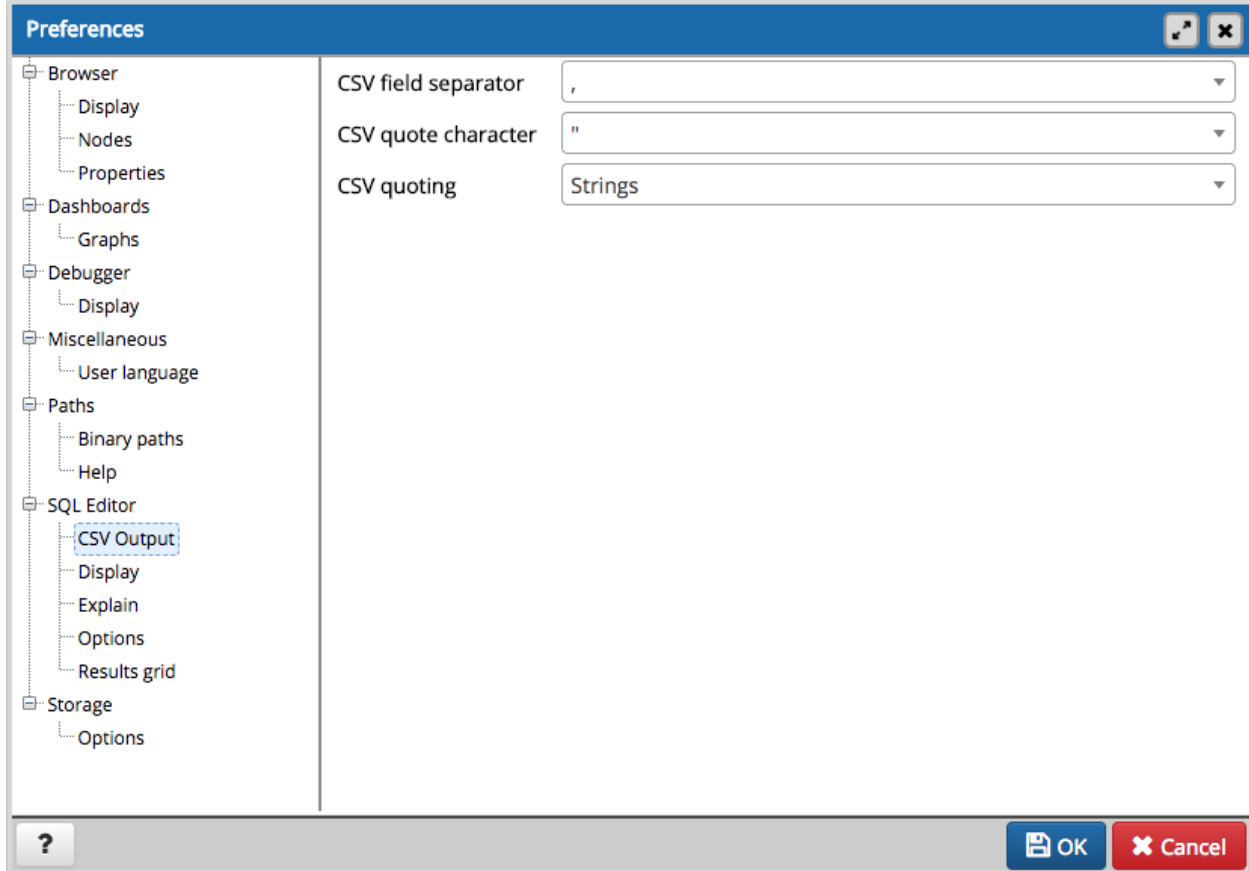 Preferences
Browser
Display
Nodes
Properties
Dashboards
Graphs
Debugger
Display
Miscellaneous
User language
Paths
Binary paths
Help
SQL Editor
CSV Output
Display
Explain
Options
Results grid
Storage
Options
CSV field separator ,
CSV quote character "
CSV quoting Strings
? OK Cancel